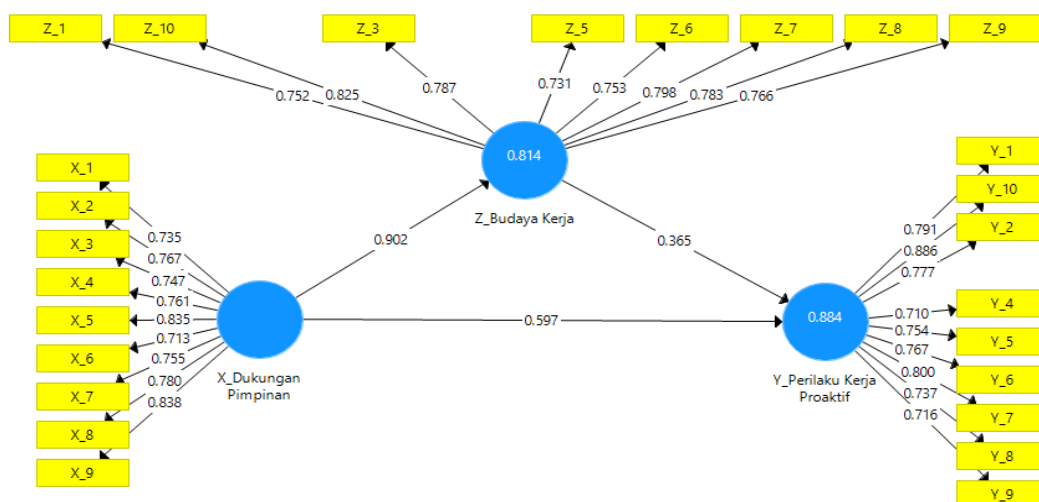 Z_1
Z_10
Z_3
Z_5
Z_6
Z_7
Z_8
Z_9
0.752
0.825
0.787
0.731
0.753
0.798
0.783
0.766
0.814
Z_Budaya Kerja
X_1
X_2
X_3
X_4
X_5
X_6
X_7
X_8
X_9
0.735
0.767
0.747
0.761
0.835
0.713
0.755
0.780
0.838
X_Dukungan
Pimpinan
0.902
0.365
0.597
0.884
Y_Perilaku Kerja
Proaktif
0.791
0.886
0.777
0.710
0.754
0.767
0.800
0.737
0.716
Y_1
Y_10
Y_2
Y_4
Y_5
Y_6
Y_7
Y_8
Y_9